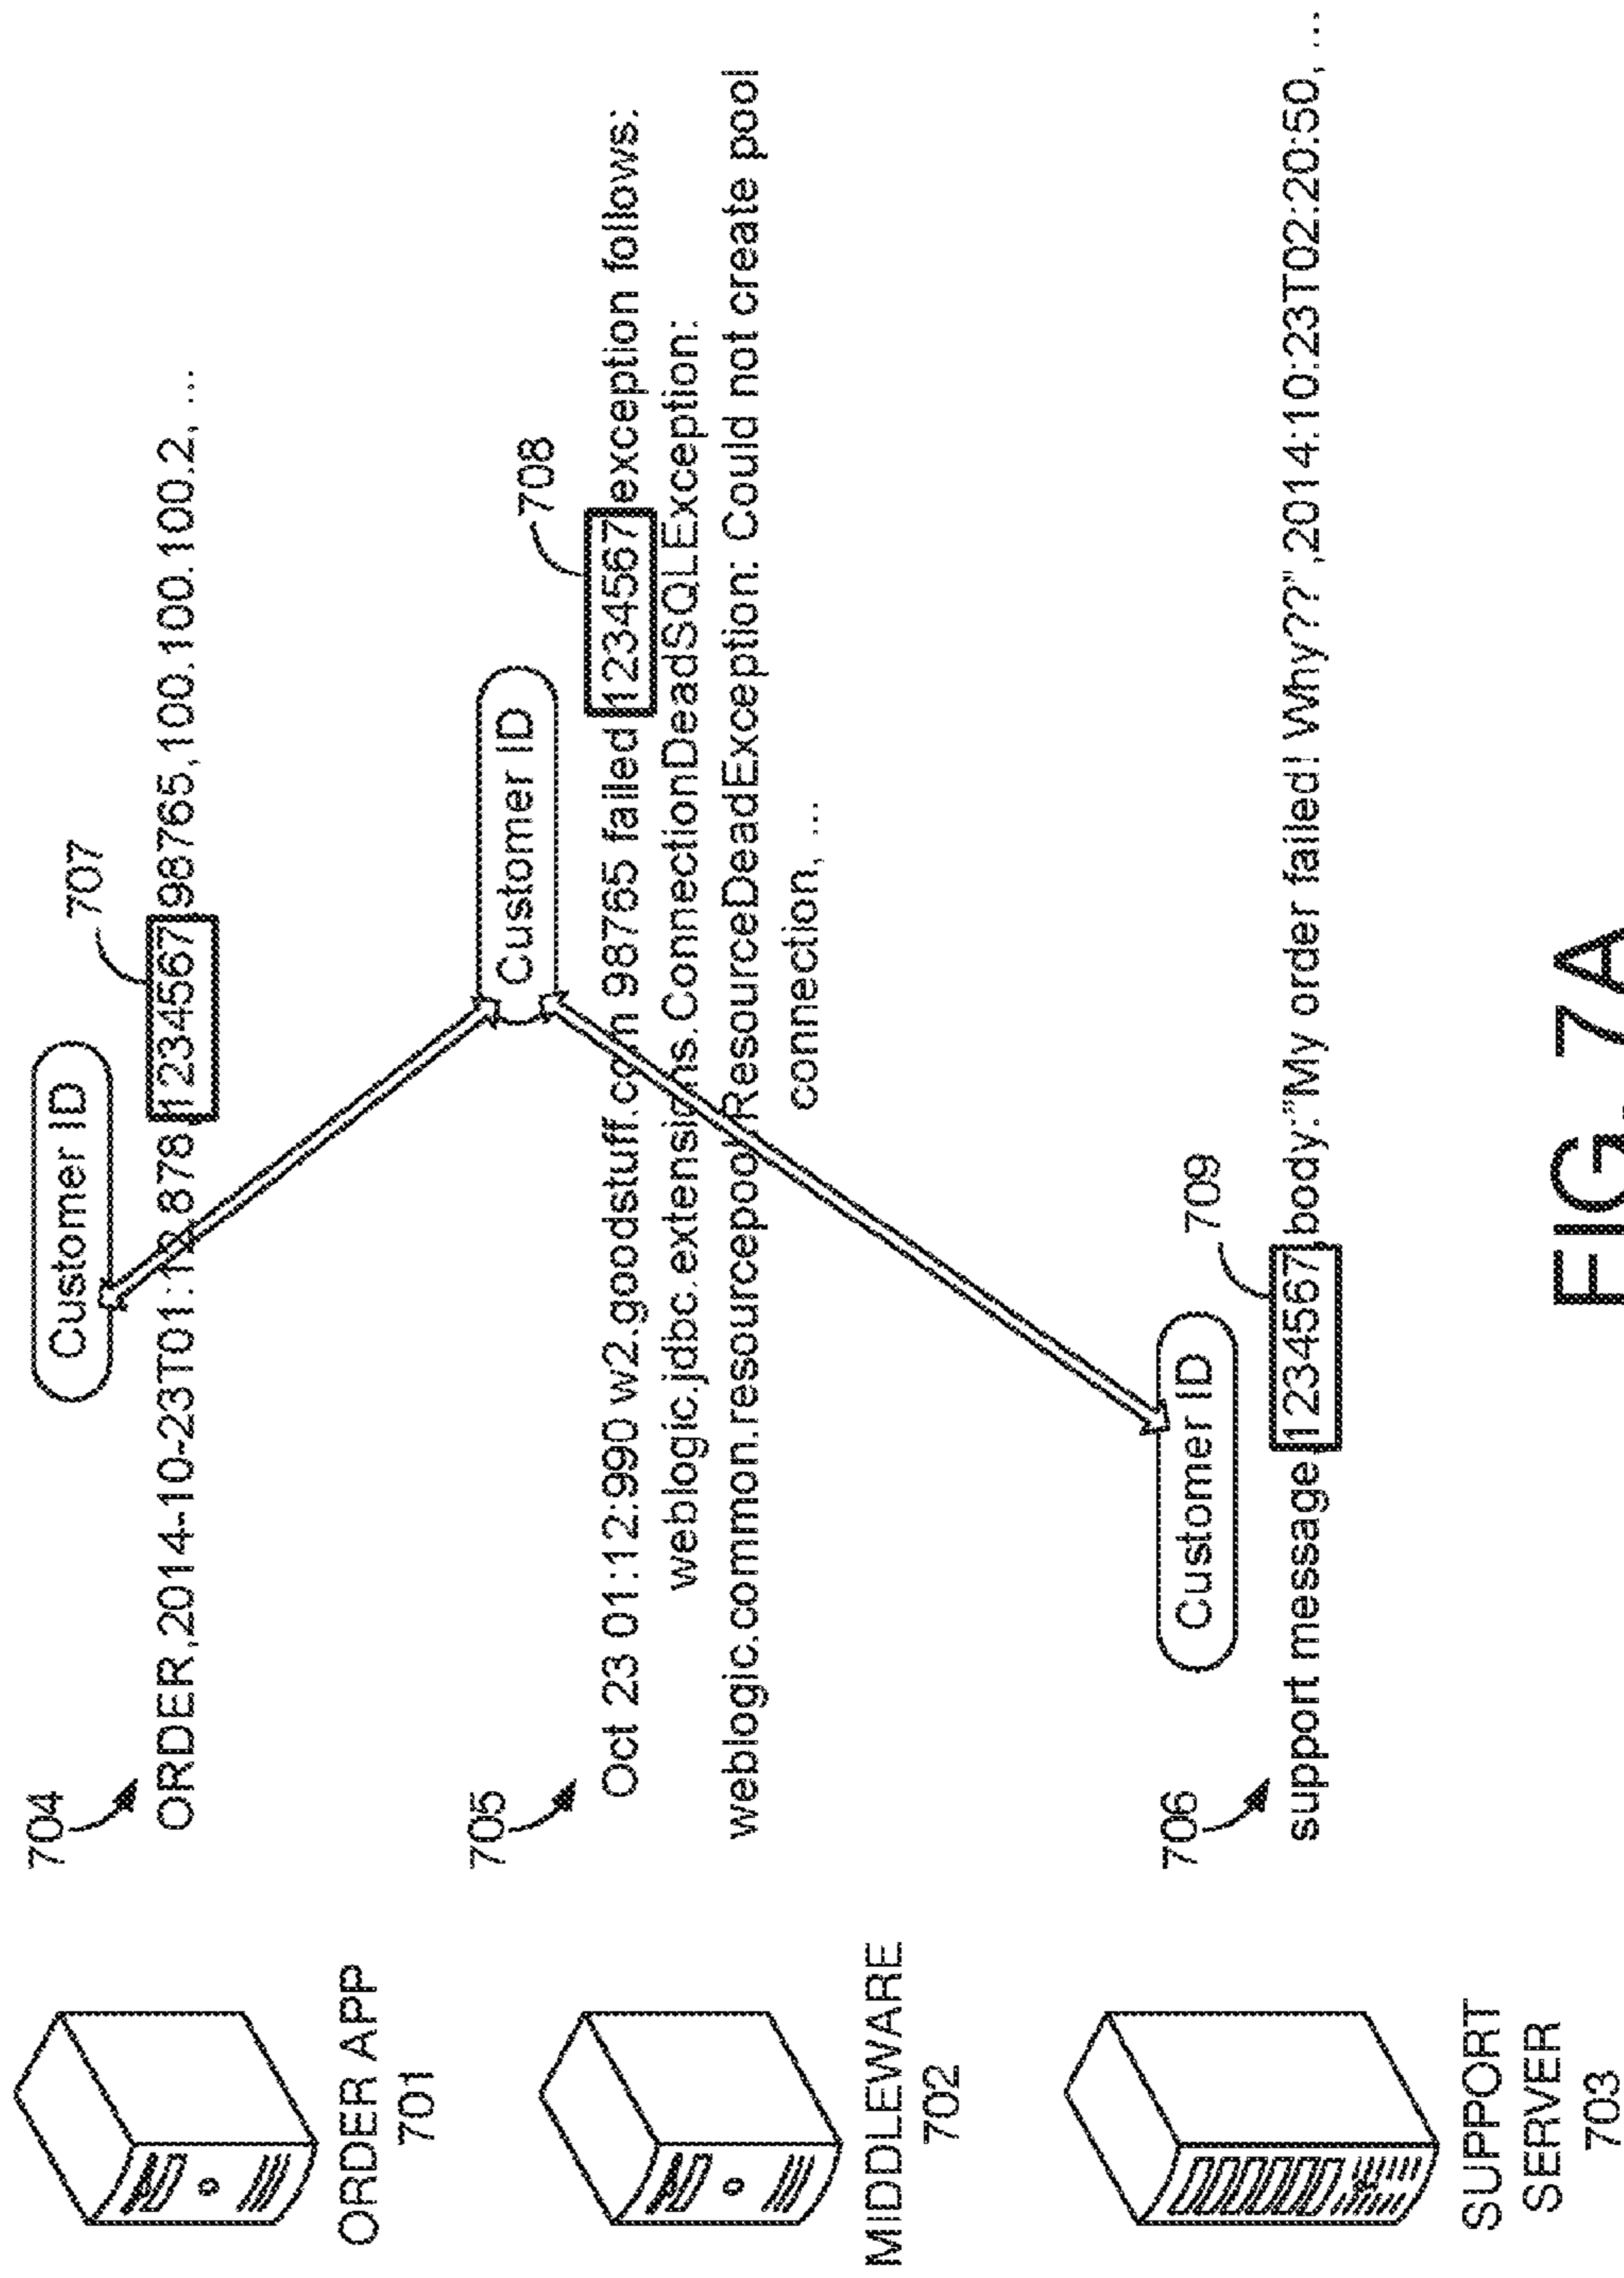 ORDER APP
701
704
Customer ID
707
ORDER,2014-10-23T01:12.878,1234567,98765,100.100.100.2, ...
MIDDLEWARE
702
705
Customer ID
708
Oct 23 01:12:990 w2.goodstuff.com 98765 failed 1234567 exception follows:
weblogic.jdbc.extensions.ConnectionDeadSQLException:
weblogic.common.resourcepool.ResourceDeadException: Could not create pool
connection, ...
SUPPORT
SERVER
703
706
Customer ID
709
support message,1234567,body:"My order failed! Why??",2014:10:23T02:20:50, ...
FIG. 7A